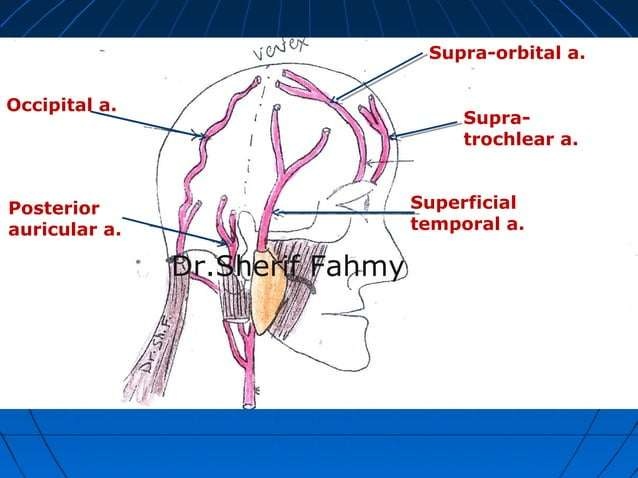 vertex
Supra-orbital a.
Occipital a.
Supra-
trochlear a.
Posterior
auricular a.
Superficial
temporal a.
Dr.Sherif Fahmy
Dr.Sh.F.